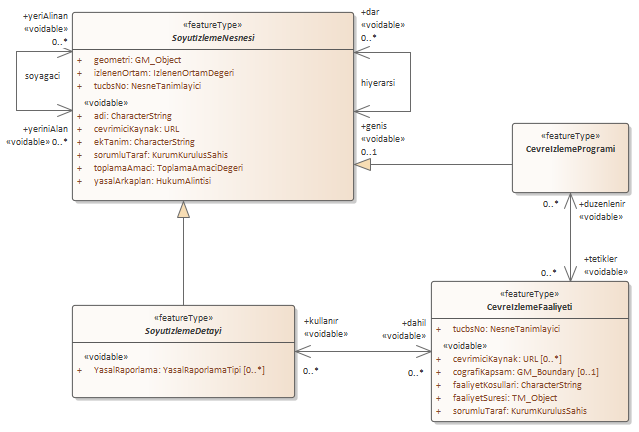 +yeriAlinan
«voidable»
0..*
soyagaci
+yeriniAlan
«voidable» 0..*
«featureType»
SoyutIzlemeNesnesi
+ geometri: GM_Object
+ izlenenOrtam: IzlenenOrtamDegeri
+ tucbsNo: NesneTanimlayici
«voidable»
+ adi: CharacterString
+ cevrimiciKaynak: URL
+ ekTanim: CharacterString
+ sorumluTaraf: KurumKurulusSahis
+ toplamaAmaci: ToplamaAmaciDegeri
+ yasalArkaplan: HukumAlintisi
+dar
«voidable»
0..*
hiyerarsi
+genis
«voidable»
0..1
«featureType»
CevreIzlemeProgrami
0..*
+duzenlenir
«voidable»
+tetikler
0..*
«voidable»
«featureType»
SoyutIzlemeDetayi
«voidable»
+ YasalRaporlama: YasalRaporlamaTipi [0..*]
+kullanır
«voidable»
0..*
+dahil
«voidable»
0..*
«featureType»
CevreIzlemeFaaliyeti
+ tucbsNo: NesneTanimlayici
«voidable»
+ cevrimiciKaynak: URL [0..*]
+ cografiKapsam: GM_Boundary [0..1]
+ faaliyetKosullari: CharacterString
+ faaliyetSuresi: TM_Object
+ sorumluTaraf: KurumKurulusSahis